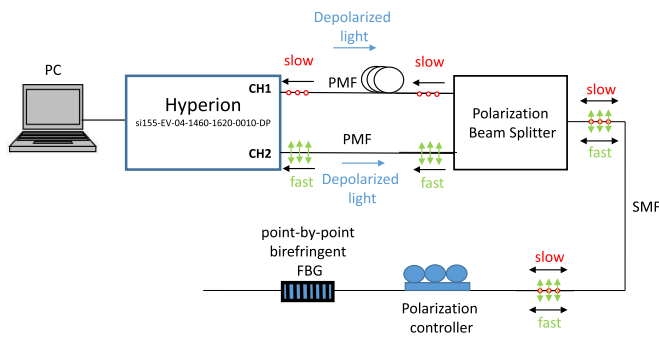 Depolarized
light
slow
slow
PC
CH1
PMF
Hyperion
si155-EV-04-1460-1620-0010-DP
Polarization
Beam Splitter
slow
fast
PMF
CH2
fast
Depolarized
light
fast
SMF
point-by-point
birefringent
FBG
slow
fast
Polarization
controller